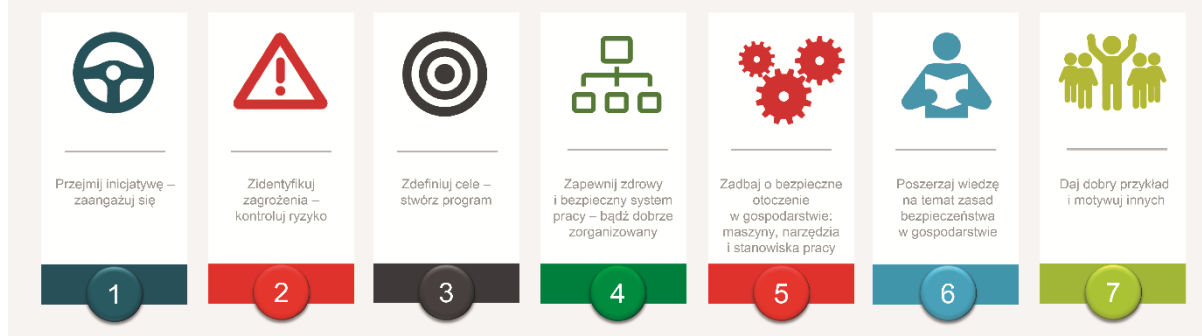 Przejmij inicjatywę –
zaangażuj się
1
Zidentyfikuj
zagrożenia –
kontroluj ryzyko
2
Zdefiniuj cele –
stwórz program
3
Zapewnij zdrowy
i bezpieczny system
pracy – bądź dobrze
zorganizowany
4
Zadbaj o bezpieczne
otoczenie
w gospodarstwie:
maszyny, narzędzia
i stanowiska pracy
5
Poszerzaj wiedzę
na temat zasad
bezpieczeństwa
w gospodarstwie
6
Daj dobry przykład
i motywuj innych
7